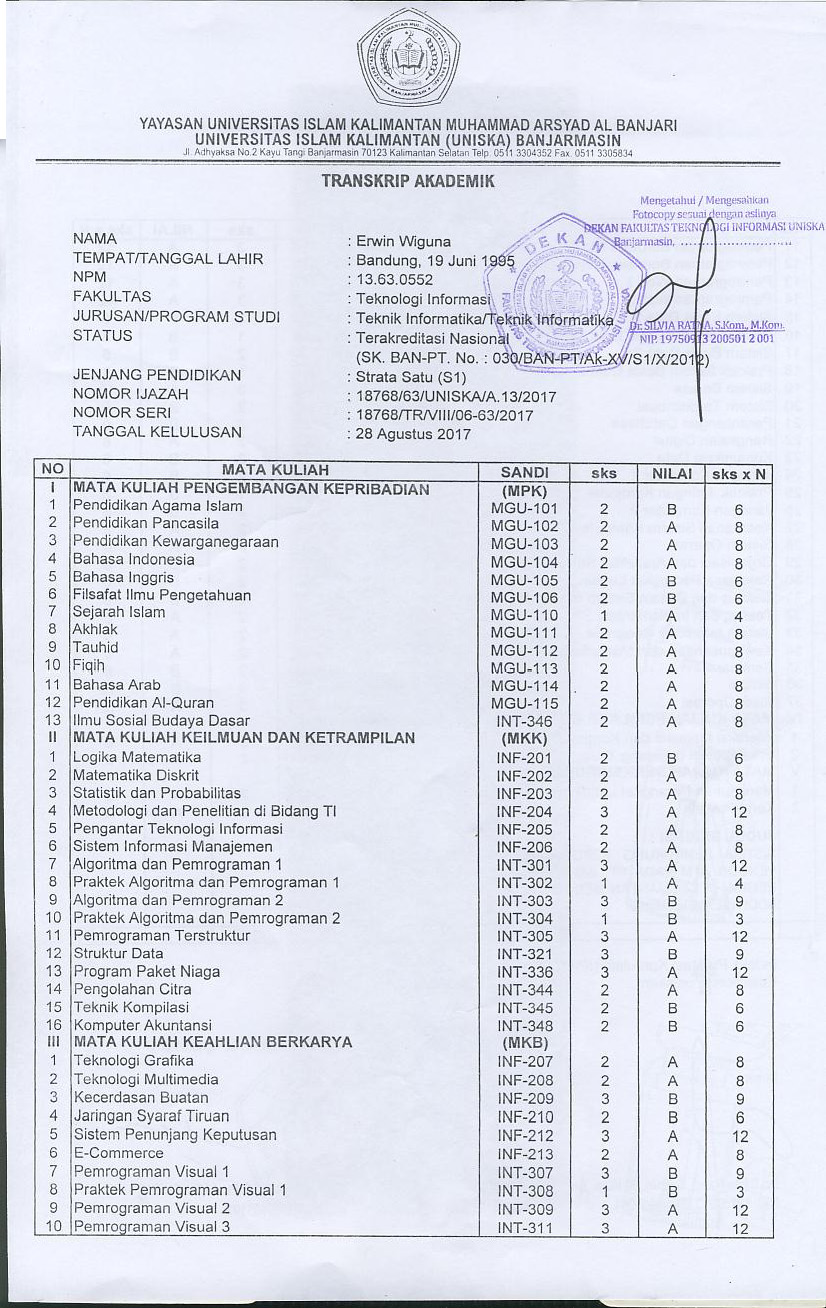 YAYASAN UNIVERSITAS ISLAM KALIMANTAN MUHAMMAD ARSYAD AL BANJARI
UNIVERSITAS ISLAM KALIMANTAN (UNISKA) BANJARMASIN
Jl. Adhyaksa No.2 Kayu Tangi Banjarmasin 70123 Kalimantan Selatan Telp. 0511 3304352 Fax. 0511 3305834
TRANSKRIP AKADEMIK
Mengetahui / Mengesahkan
Fotocopy sesuai dengan aslinya
DEKAN FAKULTAS TEKNOLOGI INFORMASI UNISKA
Banjarmasin, ..............................
Dr. SILVIA RATNA, S.Kom., M.Kom.
NIP. 19750913 200501 2 001
DEKAN
NAMA : Erwin Wiguna
TEMPAT/TANGGAL LAHIR : Bandung, 19 Juni 1995
NPM : 13.63.0552
FAKULTAS : Teknologi Informasi
JURUSAN/PROGRAM STUDI : Teknik Informatika/Teknik Informatika
STATUS : Terakreditasi Nasional
(SK. BAN-PT. No. : 030/BAN-PT/Ak-XV/S1/X/2012)
JENJANG PENDIDIKAN : Strata Satu (S1)
NOMOR IJAZAH : 18768/63/UNISKA/A.13/2017
NOMOR SERI : 18768/TR/VIII/06-63/2017
TANGGAL KELULUSAN : 28 Agustus 2017
NO MATA KULIAH SANDI sks NILAI sks x N
I MATA KULIAH PENGEMBANGAN KEPRIBADIAN (MPK)
1 Pendidikan Agama Islam MGU-101 2 B 6
2 Pendidikan Pancasila MGU-102 2 A 8
3 Pendidikan Kewarganegaraan MGU-103 2 A 8
4 Bahasa Indonesia MGU-104 2 A 8
5 Bahasa Inggris MGU-105 2 B 6
6 Filsafat Ilmu Pengetahuan MGU-106 2 B 6
7 Sejarah Islam MGU-110 1 A 4
8 Akhlak MGU-111 2 A 8
9 Tauhid MGU-112 2 A 8
10 Fiqih MGU-113 2 A 8
11 Bahasa Arab MGU-114 2 A 8
12 Pendidikan Al-Quran MGU-115 2 A 8
13 Ilmu Sosial Budaya Dasar INT-346 2 A 8
II MATA KULIAH KEILMUAN DAN KETRAMPILAN (MKK)
1 Logika Matematika INF-201 2 B 6
2 Matematika Diskrit INF-202 2 A 8
3 Statistik dan Probabilitas INF-203 2 A 8
4 Metodologi dan Penelitian di Bidang TI INF-204 3 A 12
5 Pengantar Teknologi Informasi INF-205 2 A 8
6 Sistem Informasi Manajemen INF-206 2 A 8
7 Algoritma dan Pemrograman 1 INT-301 3 A 12
8 Praktek Algoritma dan Pemrograman 1 INT-302 1 A 4
9 Algoritma dan Pemrograman 2 INT-303 3 B 9
10 Praktek Algoritma dan Pemrograman 2 INT-304 1 B 3
11 Pemrograman Terstruktur INT-305 3 A 12
12 Struktur Data INT-321 3 B 9
13 Program Paket Niaga INT-336 3 A 12
14 Pengolahan Citra INT-344 2 A 8
15 Teknik Kompilasi INT-345 2 B 6
16 Komputer Akuntansi INT-348 2 B 6
III MATA KULIAH KEAHLIAN BERKARYA (MKB)
1 Teknologi Grafika INF-207 2 A 8
2 Teknologi Multimedia INF-208 2 A 8
3 Kecerdasan Buatan INF-209 3 B 9
4 Jaringan Syaraf Tiruan INF-210 2 B 6
5 Sistem Penunjang Keputusan INF-212 3 A 12
6 E-Commerce INF-213 2 A 8
7 Pemrograman Visual 1 INT-307 3 B 9
8 Praktek Pemrograman Visual 1 INT-308 1 B 3
9 Pemrograman Visual 2 INT-309 3 A 12
10 Pemrograman Visual 3 INT-311 3 A 12